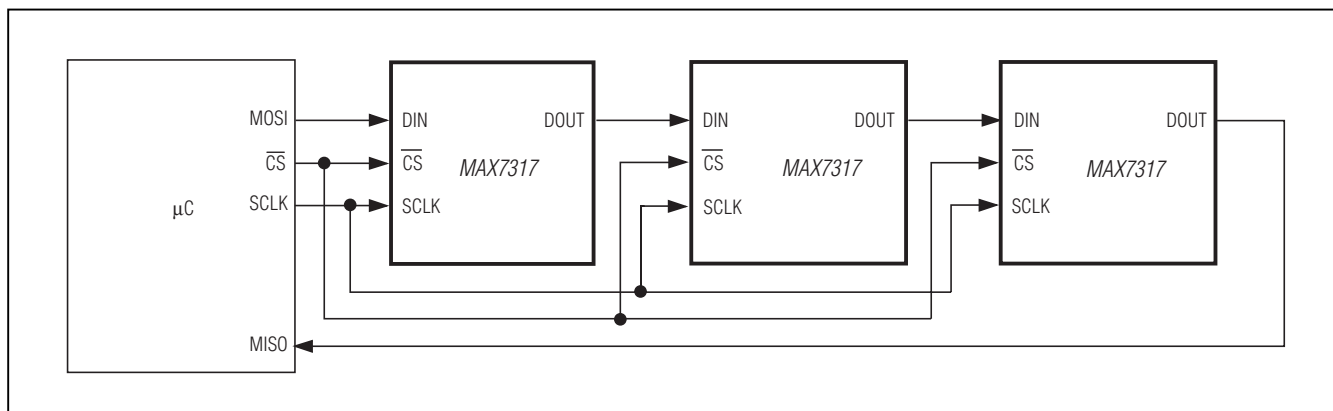 MOSI
CS
SCLK
μC
MISO
DIN
DOUT
CS
MAX7317
SCLK
DIN
DOUT
CS
MAX7317
SCLK
DIN
DOUT
CS
MAX7317
SCLK